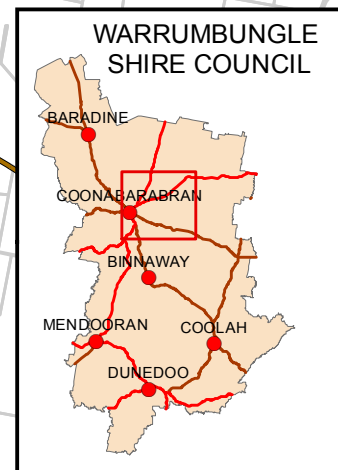 WARRUMBUNGLE
SHIRE COUNCIL
BARADINE
COONABARABRAN
BINNAWAY
MENDOORAN
COOLAH
DUNEDOO